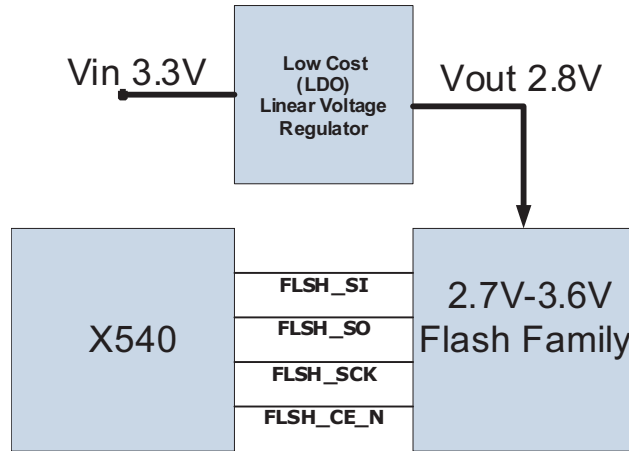 Vin 3.3V
Low Cost
(LDO)
Linear Voltage
Regulator
Vout 2.8V
X540
FLSH_SI
FLSH_SO
FLSH_SCK
FLSH_CE_N
2.7V-3.6V
Flash Family